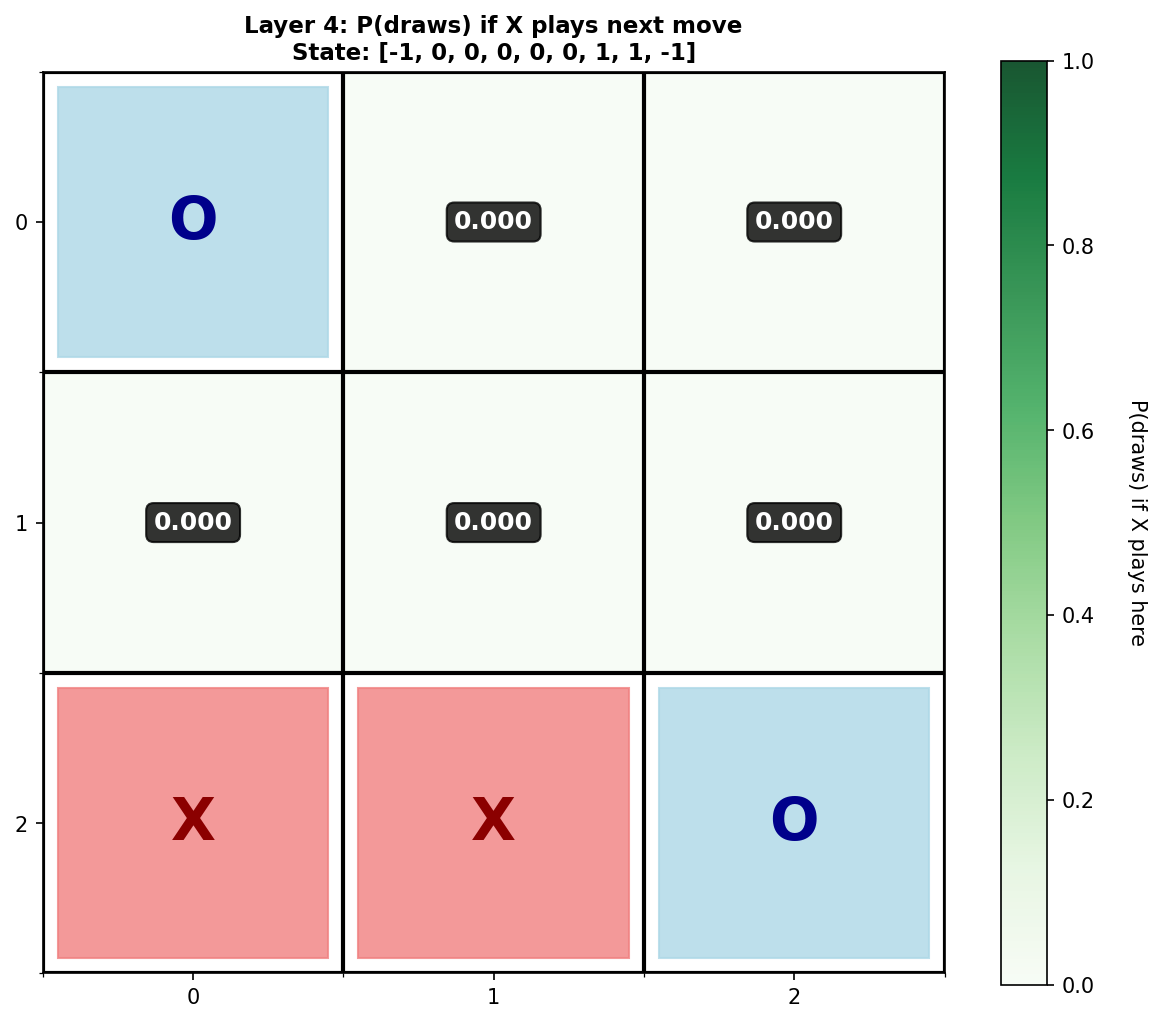 Layer 4: P(draws) if X plays next move
State: [-1, 0, 0, 0, 0, 0, 1, 1, -1]
O
0.000
0.000
0.000
0.000
0.000
X
X
O
0
1
2
0
1
2
1.0
0.8
0.6
0.4
0.2
0.0
P(draws) if X plays here